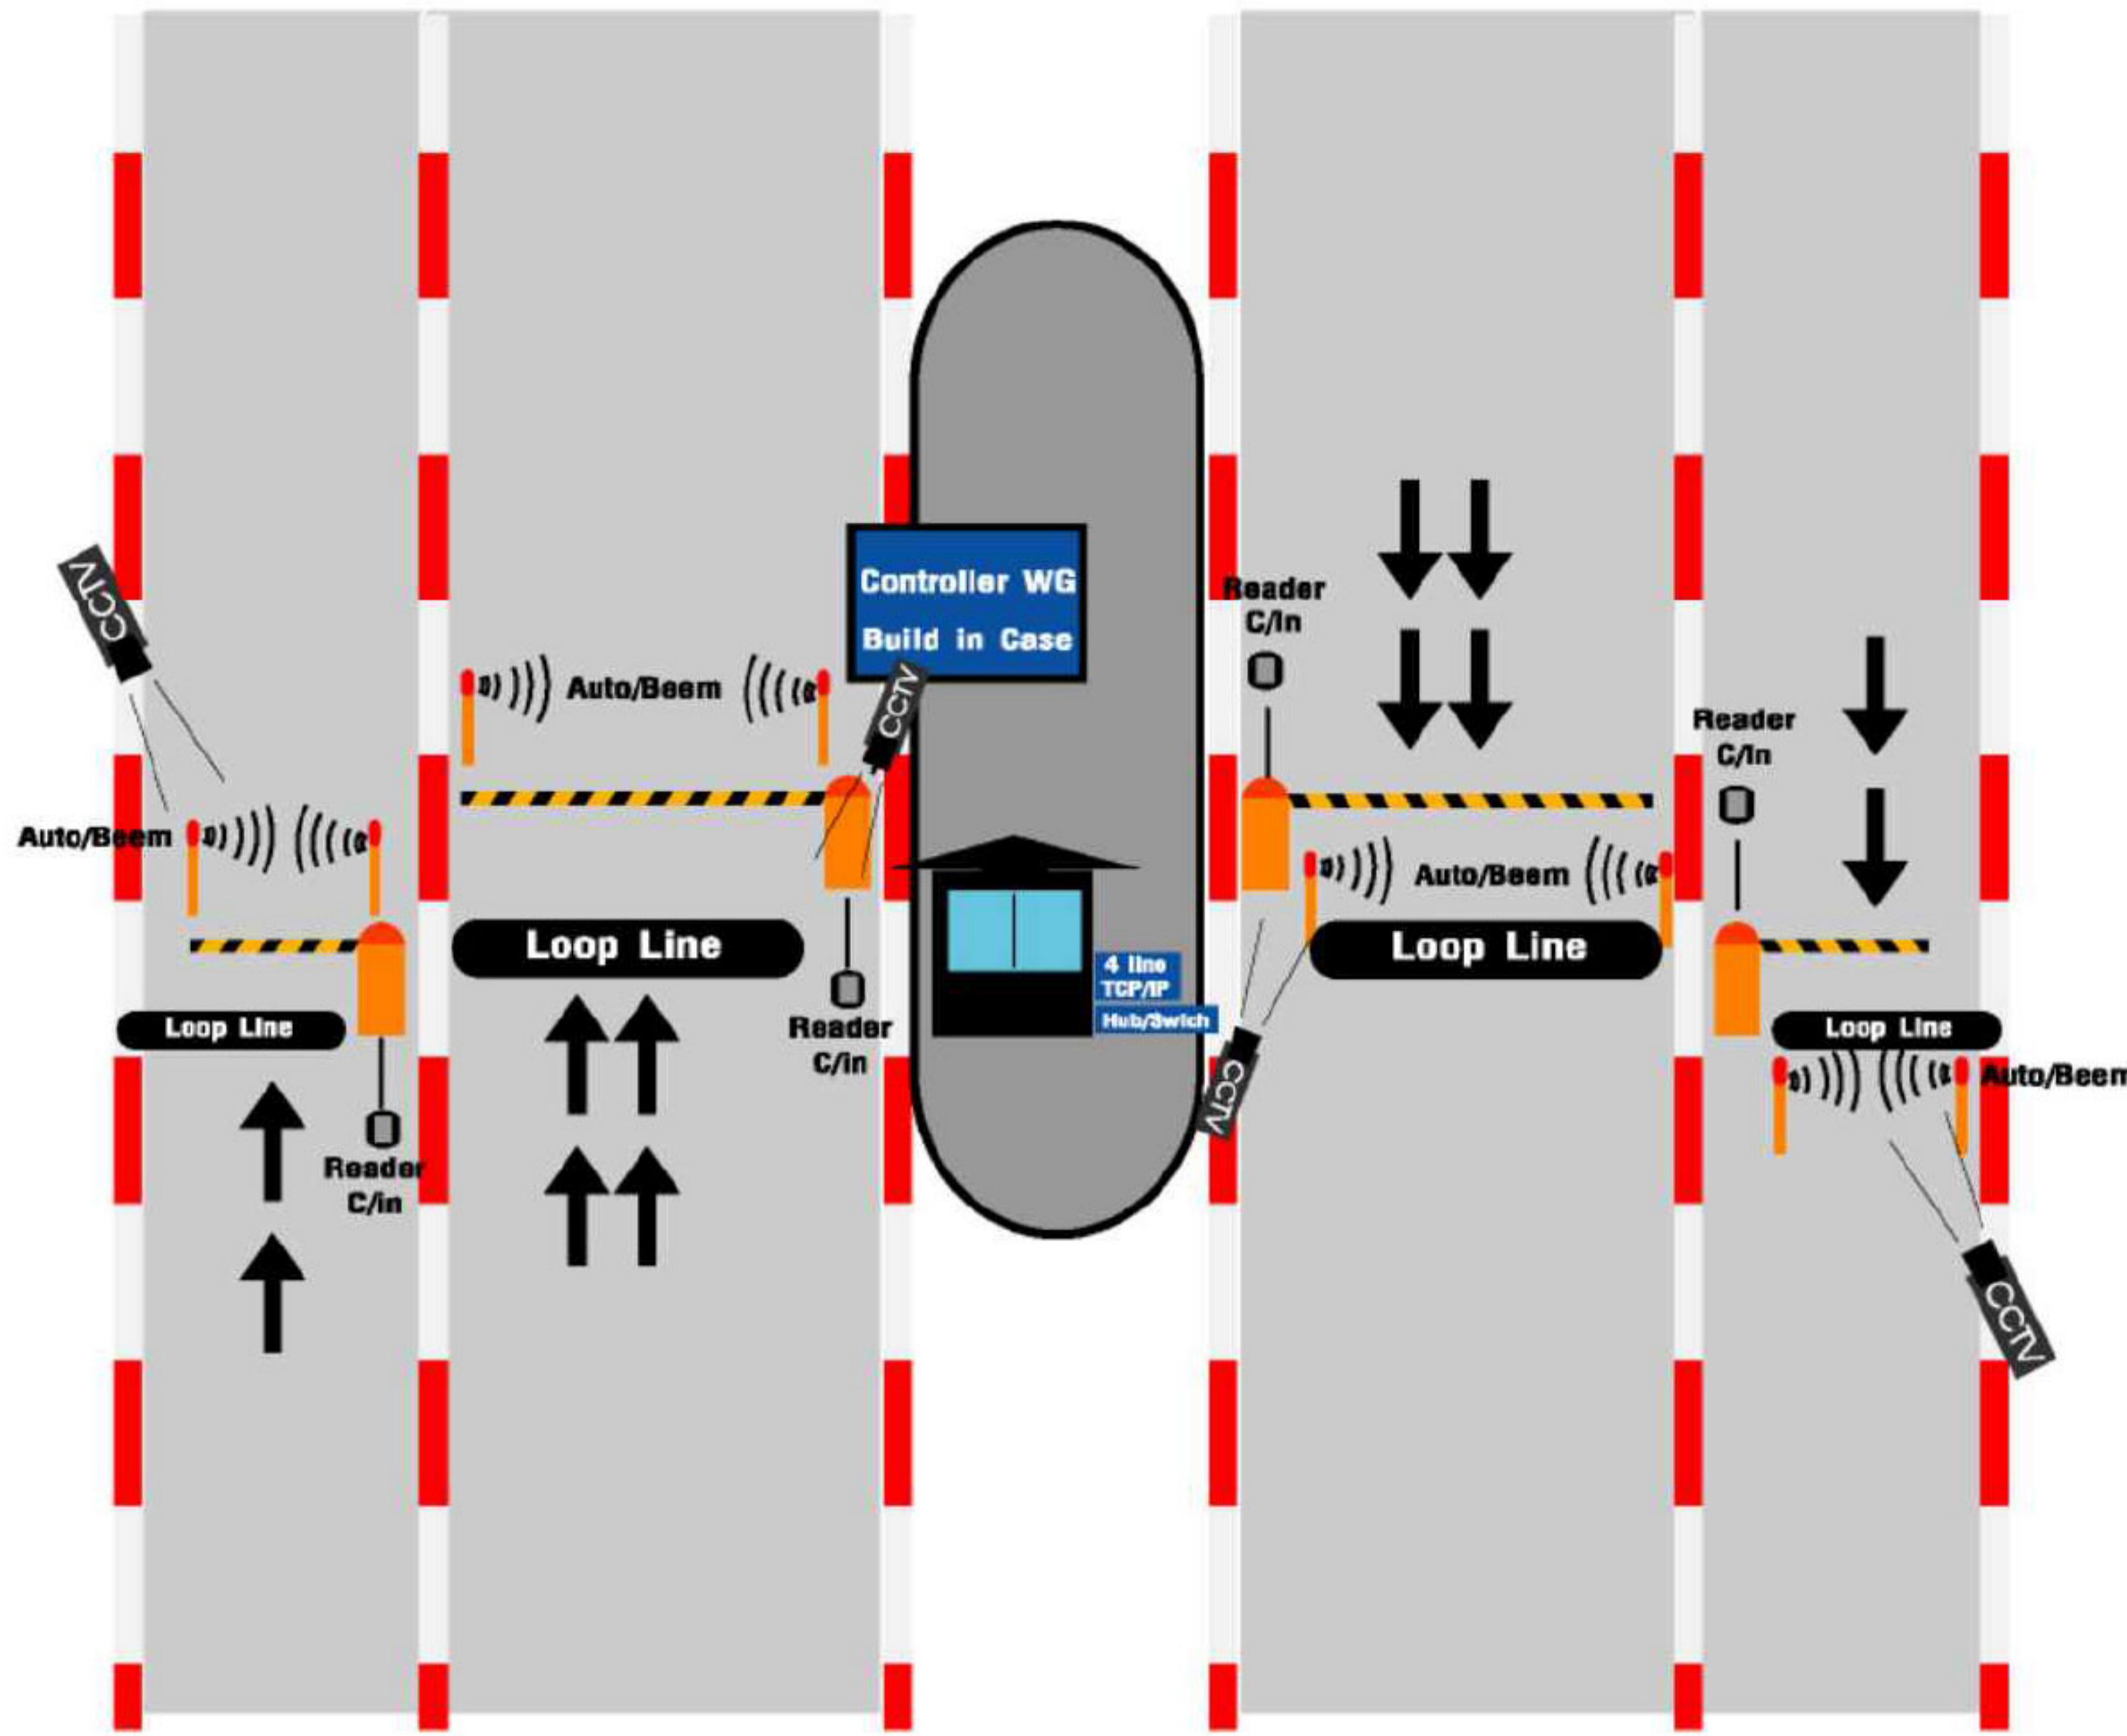 CCTV
Controller WG
Build in Case
Reader
C/In
Auto/Beem
CCTV
Reader
C/In
Auto/Beem
Auto/Beem
Loop Line
Loop Line
4 line
TCP/IP
Hub/Swich
Loop Line
Reader
C/in
Loop Line
CCTV
Auto/Beem
Reader
C/in
CCTV